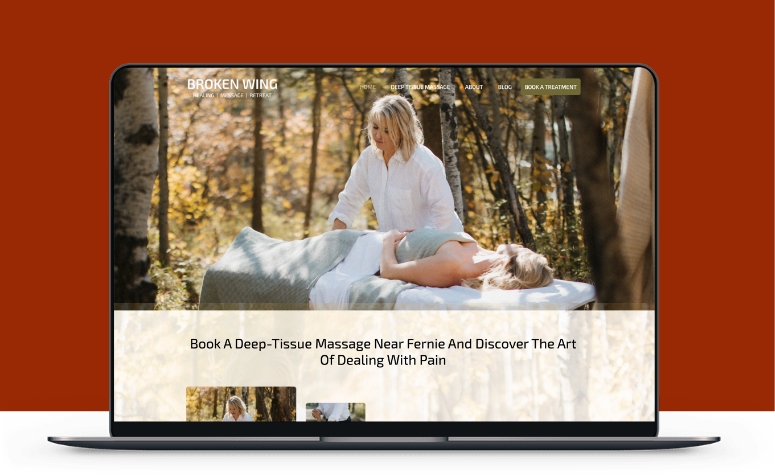 BROKEN WING
HEALING | MESSAGE | RETREAT
HOME DEEP TISSUE MASSAGE ABOUT BLOG BOOK A TREATMENT
Book A Deep-Tissue Massage Near Fernie And Discover The Art
Of Dealing With Pain